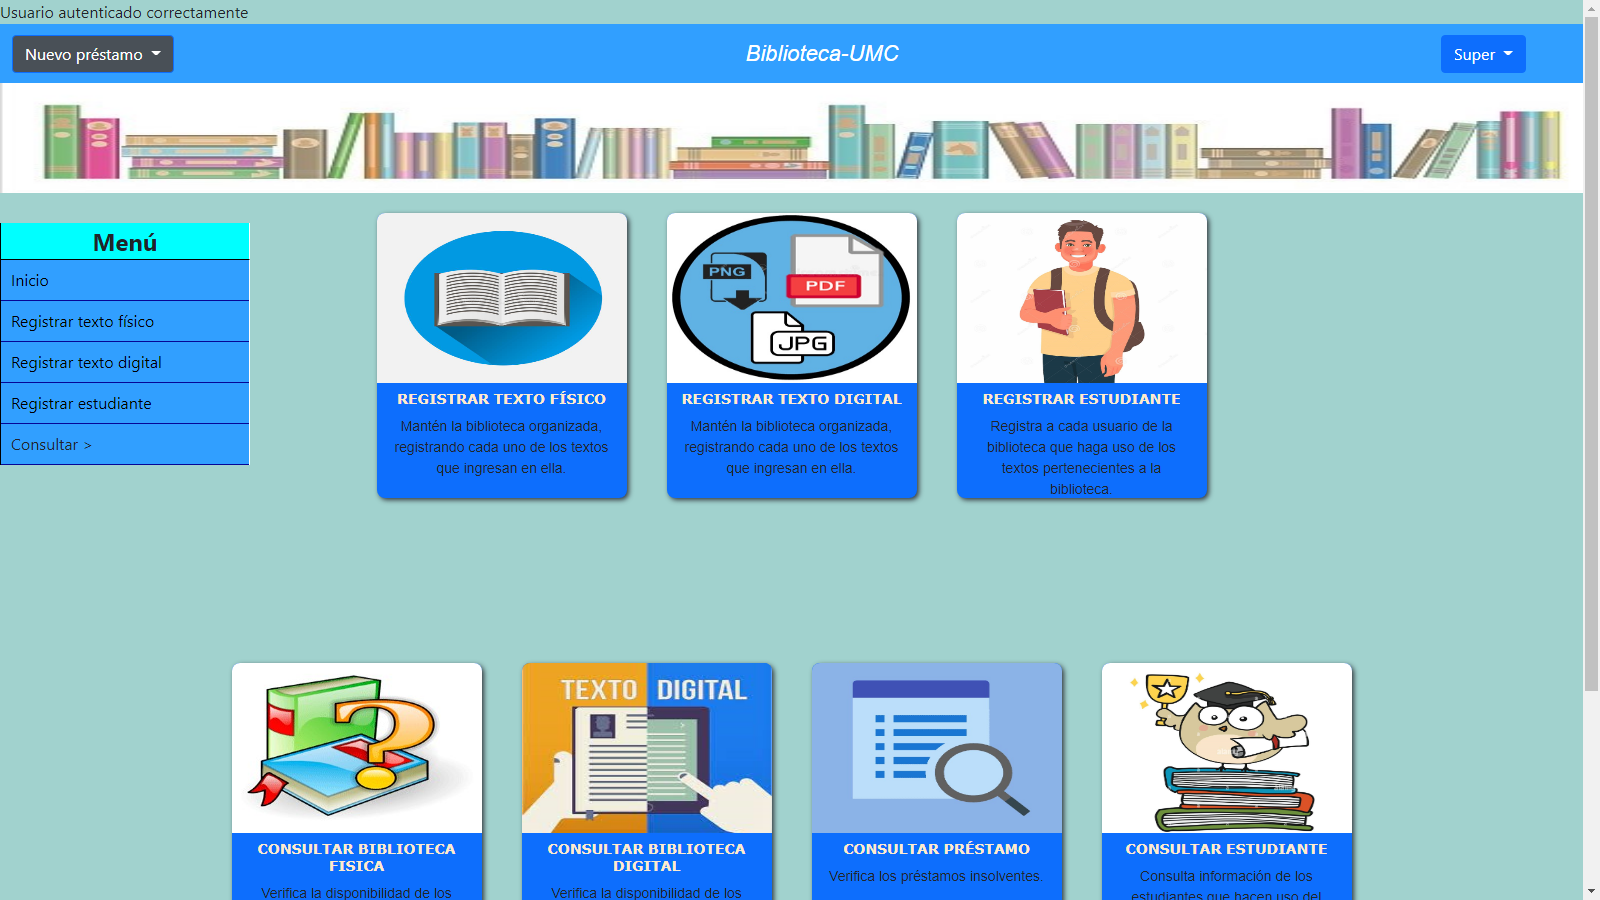 Usuario autenticado correctamente
Nuevo préstamo
Biblioteca-UMC
Super
Menú
Inicio
Registrar texto físico
Registrar texto digital
Registrar estudiante
Consultar >
REGISTRAR TEXTO FÍSICO
Mantén la biblioteca organizada,
registrando cada uno de los textos
que ingresan en ella.
PNG
PDF
JPG
REGISTRAR TEXTO DIGITAL
Mantén la biblioteca organizada,
registrando cada uno de los textos
que ingresan en ella.
REGISTRAR ESTUDIANTE
Registra a cada usuario de la
biblioteca que haga uso de los
textos pertenecientes a la
biblioteca.
CONSULTAR BIBLIOTECA
FISICA
Verifica la disponibilidad de los
TEXTO DIGITAL
CONSULTAR BIBLIOTECA
DIGITAL
Verifica la disponibilidad de los
CONSULTAR PRÉSTAMO
Verifica los préstamos insolventes.
CONSULTAR ESTUDIANTE
Consulta información de los
estudiantes que hacen uso del